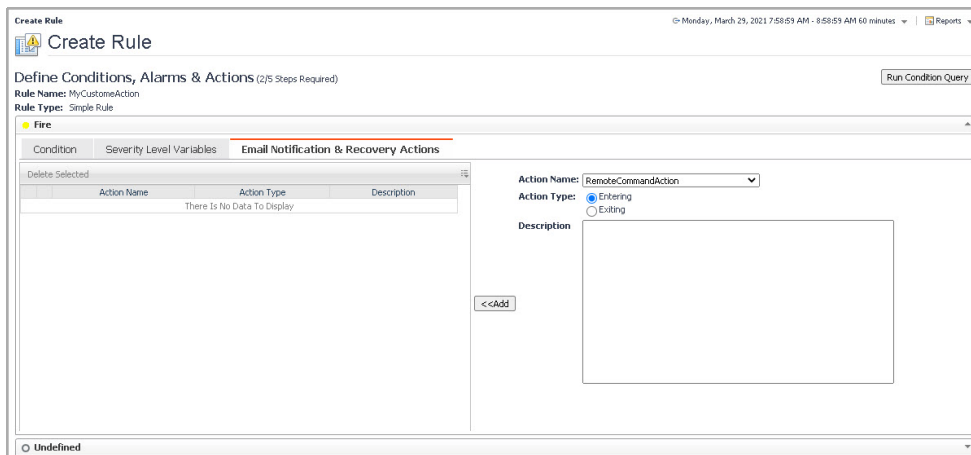 Create Rule
Monday, March 29, 2021 7:58:59 AM - 8:58:59 AM 60 minutes
Reports
Create Rule
Define Conditions, Alarms & Actions (2/5 Steps Required)
Run Condition Query
Rule Name: MyCustomeAction
Rule Type: Simple Rule
Fire
Condition
Severity Level Variables
Email Notification & Recovery Actions
Delete Selected
Action Name
Action Type
Description
There Is No Data To Display
Action Name: RemoteCommandAction
Action Type: Entering
Exiting
Description
<<Add
Undefined